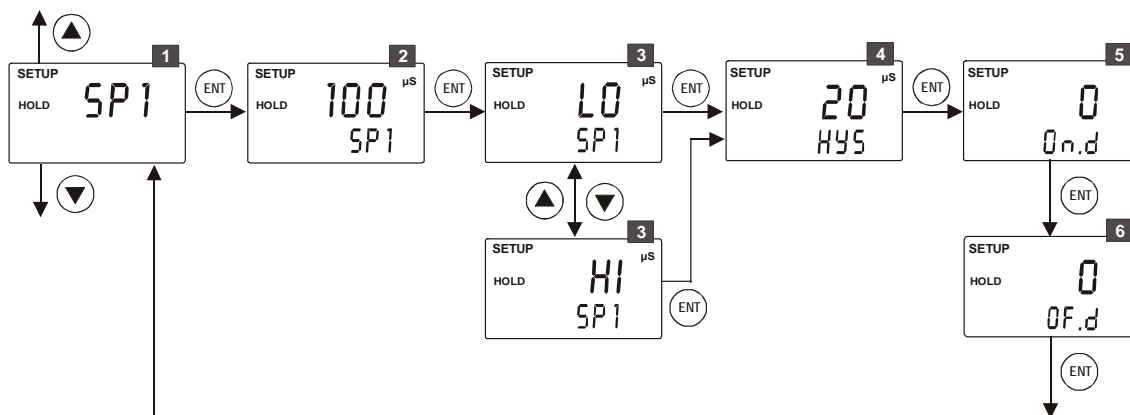 1
SETUP
HOLD
SP1
ENT
2
SETUP
µS
HOLD
100
SP1
ENT
3
SETUP
µS
HOLD
LO
SP1
ENT
4
SETUP
µS
HOLD
20
HYS
ENT
5
SETUP
HOLD
0
On.d
ENT
3
SETUP
µS
HOLD
HI
SP1
ENT
6
SETUP
HOLD
0
OF.d
ENT